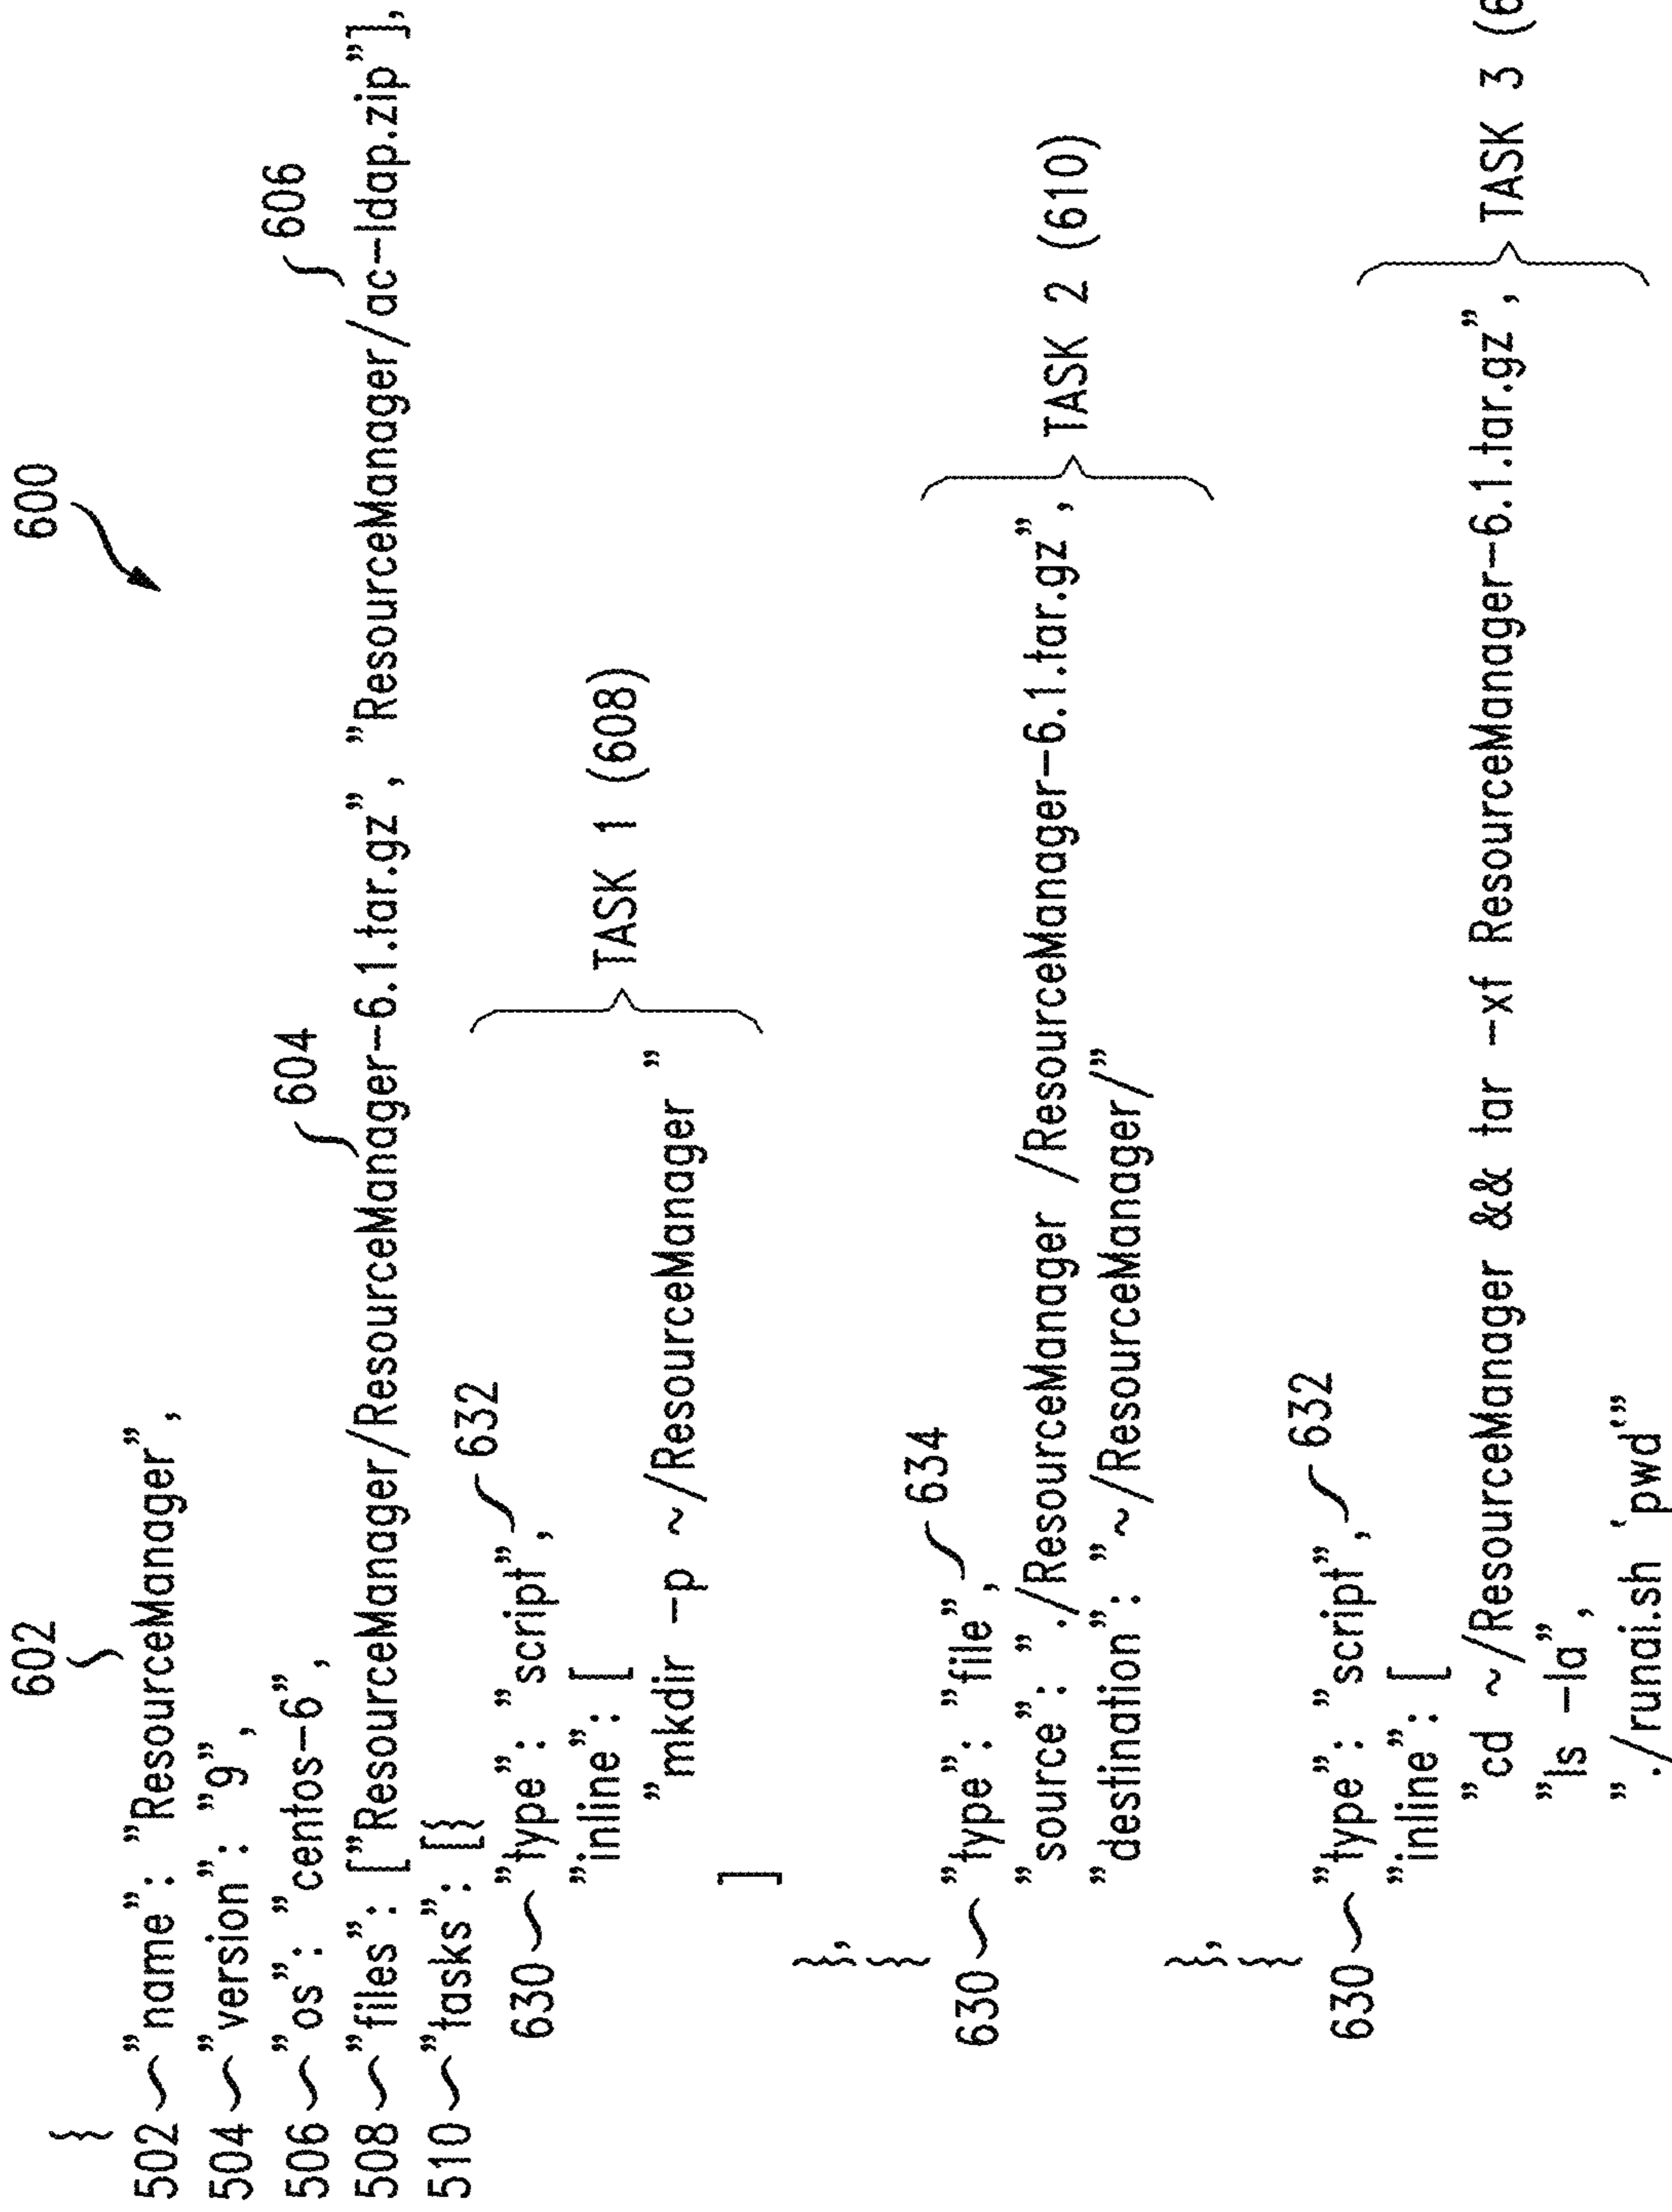 600
602
}
502 "name": "ResourceManager",
504 "version": "9",
506 "os": "centos-6",
604 606
508 "files": ["ResourceManager/ResourceManager-6.1.tar.gz", "ResourceManager/ac-ldap.zip"],
510 "tasks": [}
630 "type": "script", 632
"inline": [
"mkdir -p ~/ResourceManager "
]
TASK 1 (608)
},
}
630 "type": "file", 634
"source": "./ResourceManager /ResourceManager-6.1.tar.gz",
"destination": "~/ResourceManager/"
TASK 2 (610)
},
}
630 "type": "script", 632
"inline": [
"cd ~/ResourceManager && tar -xf ResourceManager-6.1.tar.gz",
"ls -la",
"./runai.sh `pwd`"
TASK 3 (6